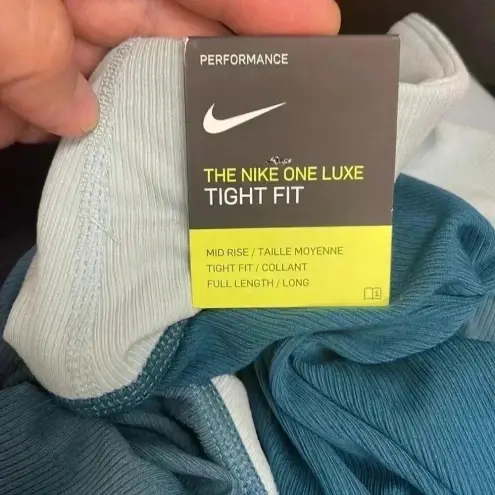 PERFORMANCE
THE NIKE ONE LUXE
TIGHT FIT
MID RISE / TAILLE MOYENNE
TIGHT FIT / COLLANT
FULL LENGTH / LONG